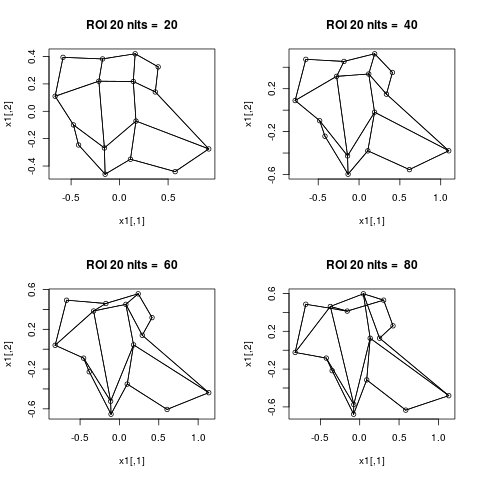 ROI 20 nits = 20
x1[,2]
0.4
0.2
0.0
-0.2
-0.4
-0.5 0.0 0.5
x1[,1]
ROI 20 nits = 40
x1[,2]
0.2
-0.2
-0.6
-0.5 0.0 0.5 1.0
x1[,1]
ROI 20 nits = 60
x1[,2]
0.6
0.2
-0.2
-0.6
-0.5 0.0 0.5 1.0
x1[,1]
ROI 20 nits = 80
x1[,2]
0.6
0.2
-0.2
-0.6
-0.5 0.0 0.5
x1[,1]